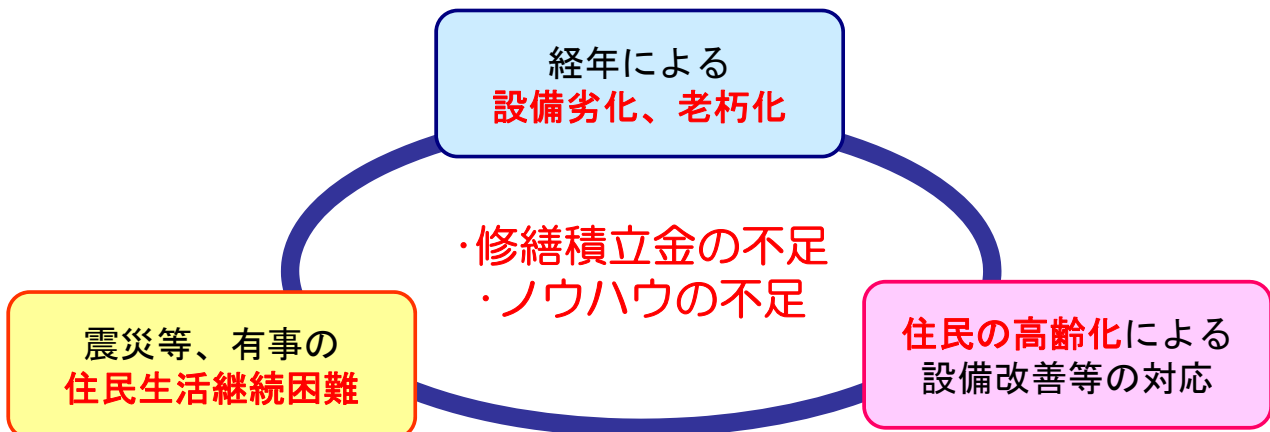 経年による
設備劣化、老朽化
・修繕積立金の不足
・ノウハウの不足
震災等、有事の
住民生活継続困難
住民の高齢化による
設備改善等の対応